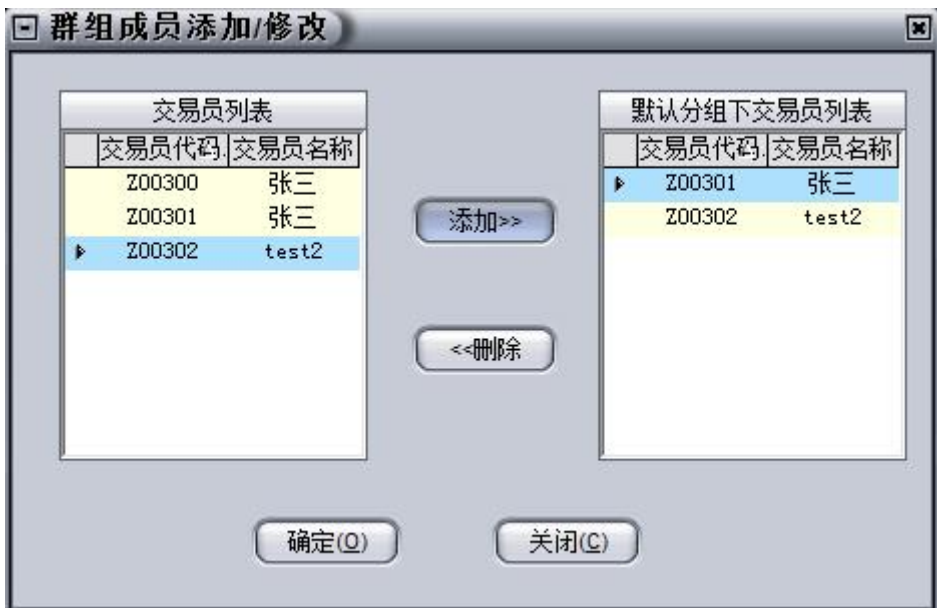 群组成员添加/修改
交易员列表
交易员代码 交易员名称
Z00300 张三
Z00301 张三
Z00302 test2
添加>>
<<删除
默认分组下交易员列表
交易员代码 交易员名称
Z00301 张三
Z00302 test2
确定(O)
关闭(C)